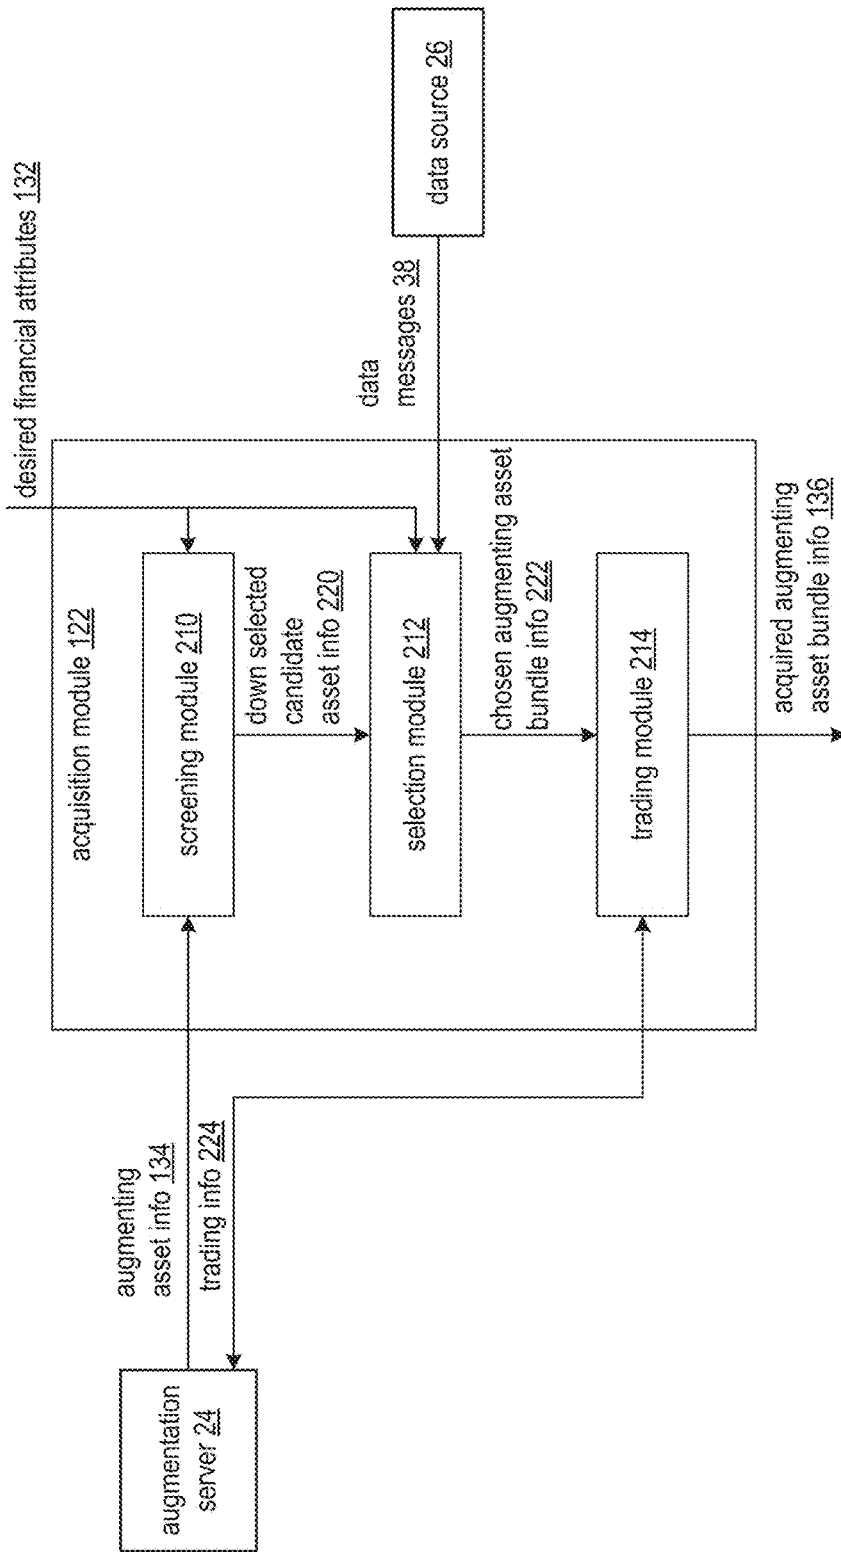 desired financial attributes 132
acquisition module 122
screening module 210
down selected
candidate
asset info 220
selection module 212
chosen augmenting asset
bundle info 222
trading module 214
acquired augmenting
asset bundle info 136
data
messages 38
data source 26
augmenting
asset info 134
trading info 224
augmentation
server 24